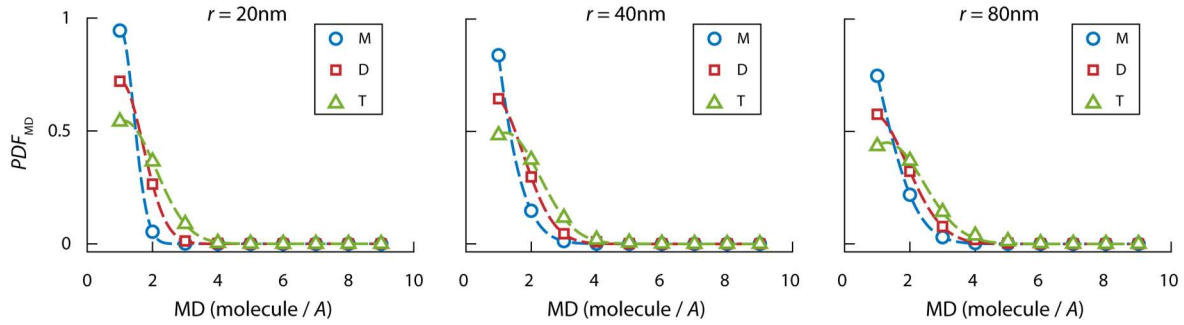 r = 20nm
r = 40nm
r = 80nm
1
0.5
0
PDF_MD
M
D
T
M
D
T
M
D
T
0 2 4 6 8 10
0 2 4 6 8 10
0 2 4 6 8 10
MD (molecule / A)
MD (molecule / A)
MD (molecule / A)